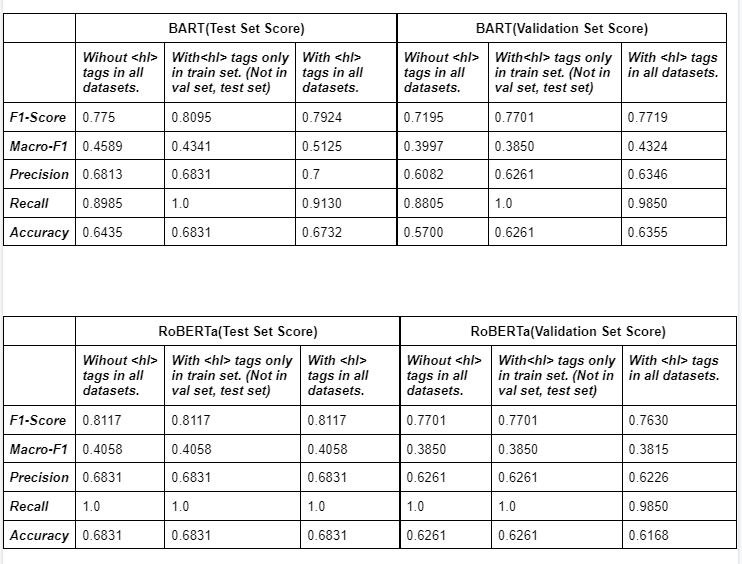 BART(Test Set Score) BART(Validation Set Score)
Wihout <hl> tags in all datasets. With<hl> tags only in train set. (Not in val set, test set) With <hl> tags in all datasets. Wihout <hl> tags in all datasets. With<hl> tags only in train set. (Not in val set, test set) With <hl> tags in all datasets.
F1-Score 0.775 0.8095 0.7924 0.7195 0.7701 0.7719
Macro-F1 0.4589 0.4341 0.5125 0.3997 0.3850 0.4324
Precision 0.6813 0.6831 0.7 0.6082 0.6261 0.6346
Recall 0.8985 1.0 0.9130 0.8805 1.0 0.9850
Accuracy 0.6435 0.6831 0.6732 0.5700 0.6261 0.6355
RoBERTa(Test Set Score) RoBERTa(Validation Set Score)
Wihout <hl> tags in all datasets. With <hl> tags only in train set. (Not in val set, test set) With <hl> tags in all datasets. Wihout <hl> tags in all datasets. With<hl> tags only in train set. (Not in val set, test set) With <hl> tags in all datasets.
F1-Score 0.8117 0.8117 0.8117 0.7701 0.7701 0.7630
Macro-F1 0.4058 0.4058 0.4058 0.3850 0.3850 0.3815
Precision 0.6831 0.6831 0.6831 0.6261 0.6261 0.6226
Recall 1.0 1.0 1.0 1.0 1.0 0.9850
Accuracy 0.6831 0.6831 0.6831 0.6261 0.6261 0.6168